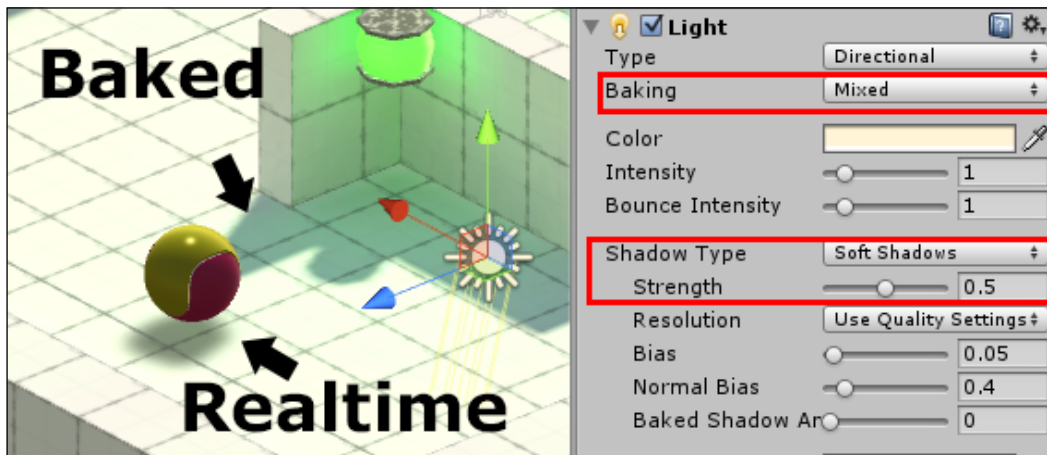 Baked
Realtime
Light
Type Directional
Baking Mixed
Color
Intensity 1
Bounce Intensity 1
Shadow Type Soft Shadows
Strength 0.5
Resolution Use Quality Settings
Bias 0.05
Normal Bias 0.4
Baked Shadow An 0